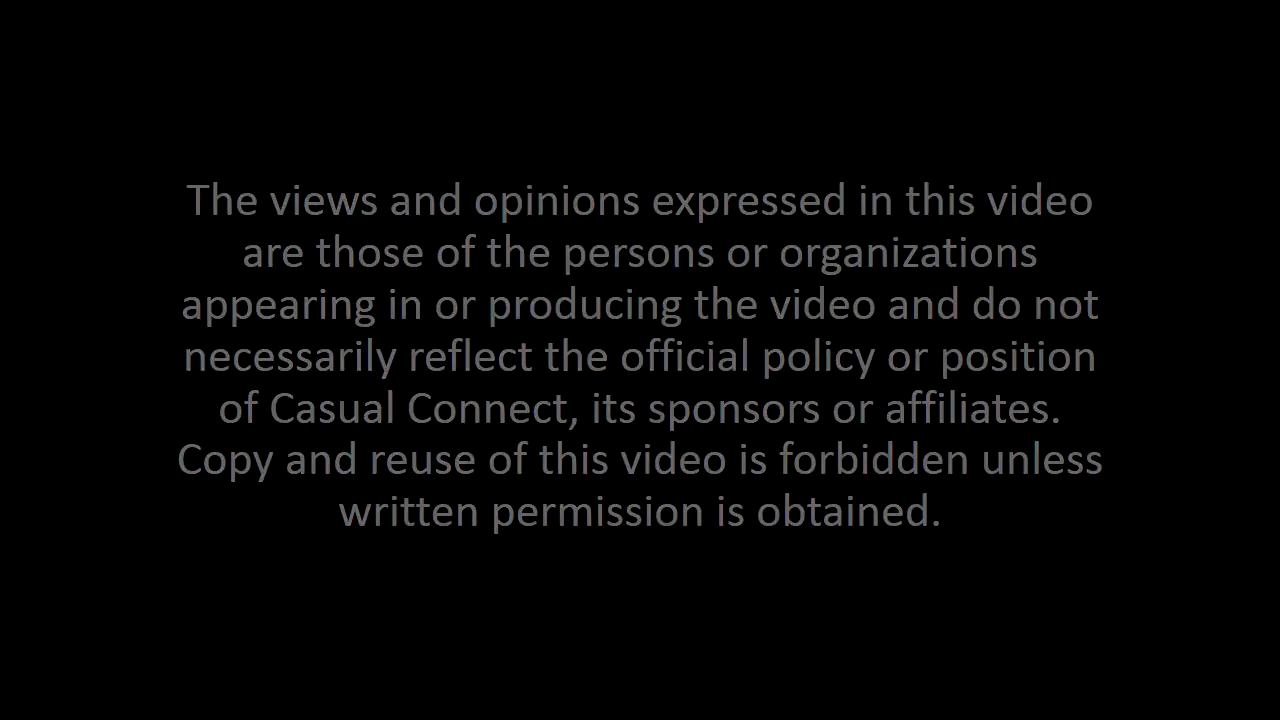 The views and opinions expressed in this video
are those of the persons or organizations
appearing in or producing the video and do not
necessarily reflect the official policy or position
of Casual Connect, its sponsors or affiliates.
Copy and reuse of this video is forbidden unless
written permission is obtained.